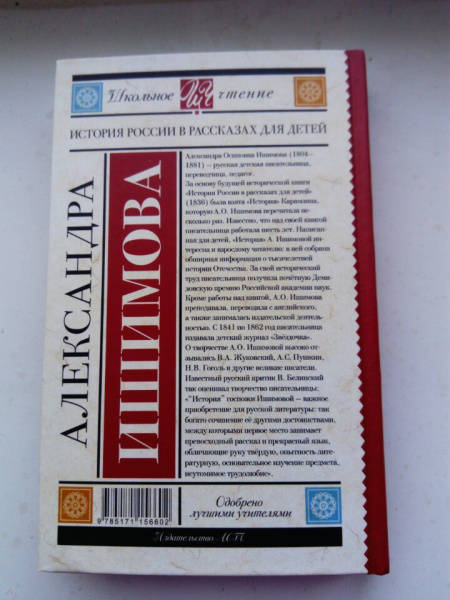 Школьное ШЧ чтение
ИСТОРИЯ РОССИИ В РАССКАЗАХ ДЛЯ ДЕТЕЙ
АЛЕКСАНДРА
ИШИМОВА
Александра Осиповна Ишимова (1804–
1881) – русская детская писательница,
переводчица, педагог.
За основу будущей исторической книги
«История России в рассказах для детей»
(1836) была взята «История» Карамзина,
которую А.О. Ишимова перечитала не-
сколько раз. Известно, что над своей книгой
писательница работала шесть лет. Написан-
ная для детей, «История» А. Ишимовой ин-
тересна и взрослому читателю: в ней собрана
обширная информация о тысячелетней
истории Отечества. За свой исторический
труд писательница получила почётную Деми-
довскую премию Российской академии наук.
Кроме работы над книгой, А.О. Ишимова
преподавала, переводила с английского,
а также занималась издательской деятель-
ностью. С 1841 по 1862 год писательница
издавала детский журнал «Звёздочка».
О творчестве А.О. Ишимовой высоко от-
зывались В.А. Жуковский, А.С. Пушкин,
Н.В. Гоголь и другие великие писатели.
Известный русский критик В. Белинский
так оценивал творчество писательницы:
«"История" госпожи Ишимовой – важное
приобретение для русской литературы: так
богато сочинение её другими достоинствами,
между которыми первое место занимает
превосходный рассказ и прекрасный язык,
обличающие руку твёрдую, опытность лите-
ратурную, основательное изучение предмета,
неутомимое трудолюбие».
9 785171 156602
Одобрено
лучшими учителями
Издательство АСТ